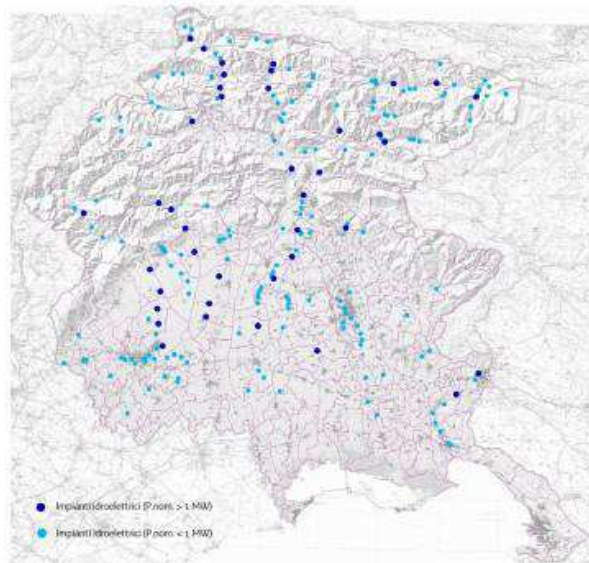 Impianti idroelettrici (P.nom. > 1 MW)
Impianti idroelettrici (P.nom. < 1 MW)